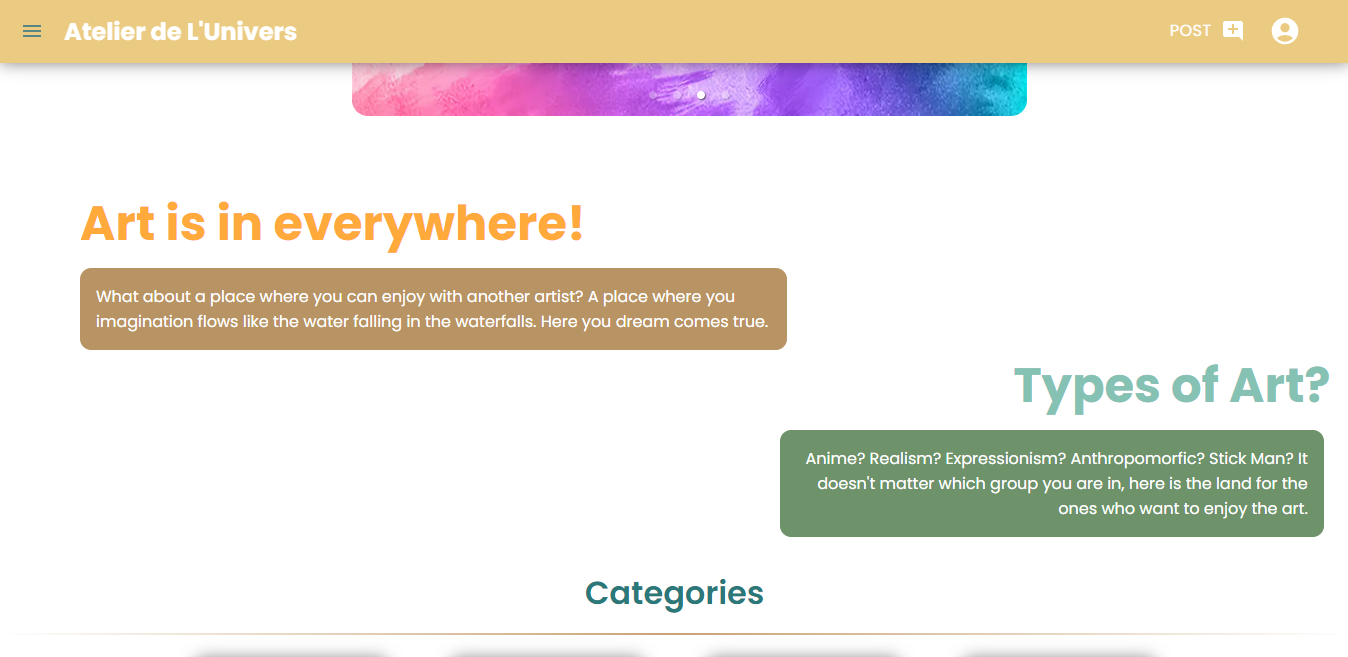 Atelier de L'Univers
POST
Art is in everywhere!
What about a place where you can enjoy with another artist? A place where you
imagination flows like the water falling in the waterfalls. Here you dream comes true.
Types of Art?
Anime? Realism? Expressionism? Anthropomorfic? Stick Man? It
doesn't matter which group you are in, here is the land for the
ones who want to enjoy the art.
Categories